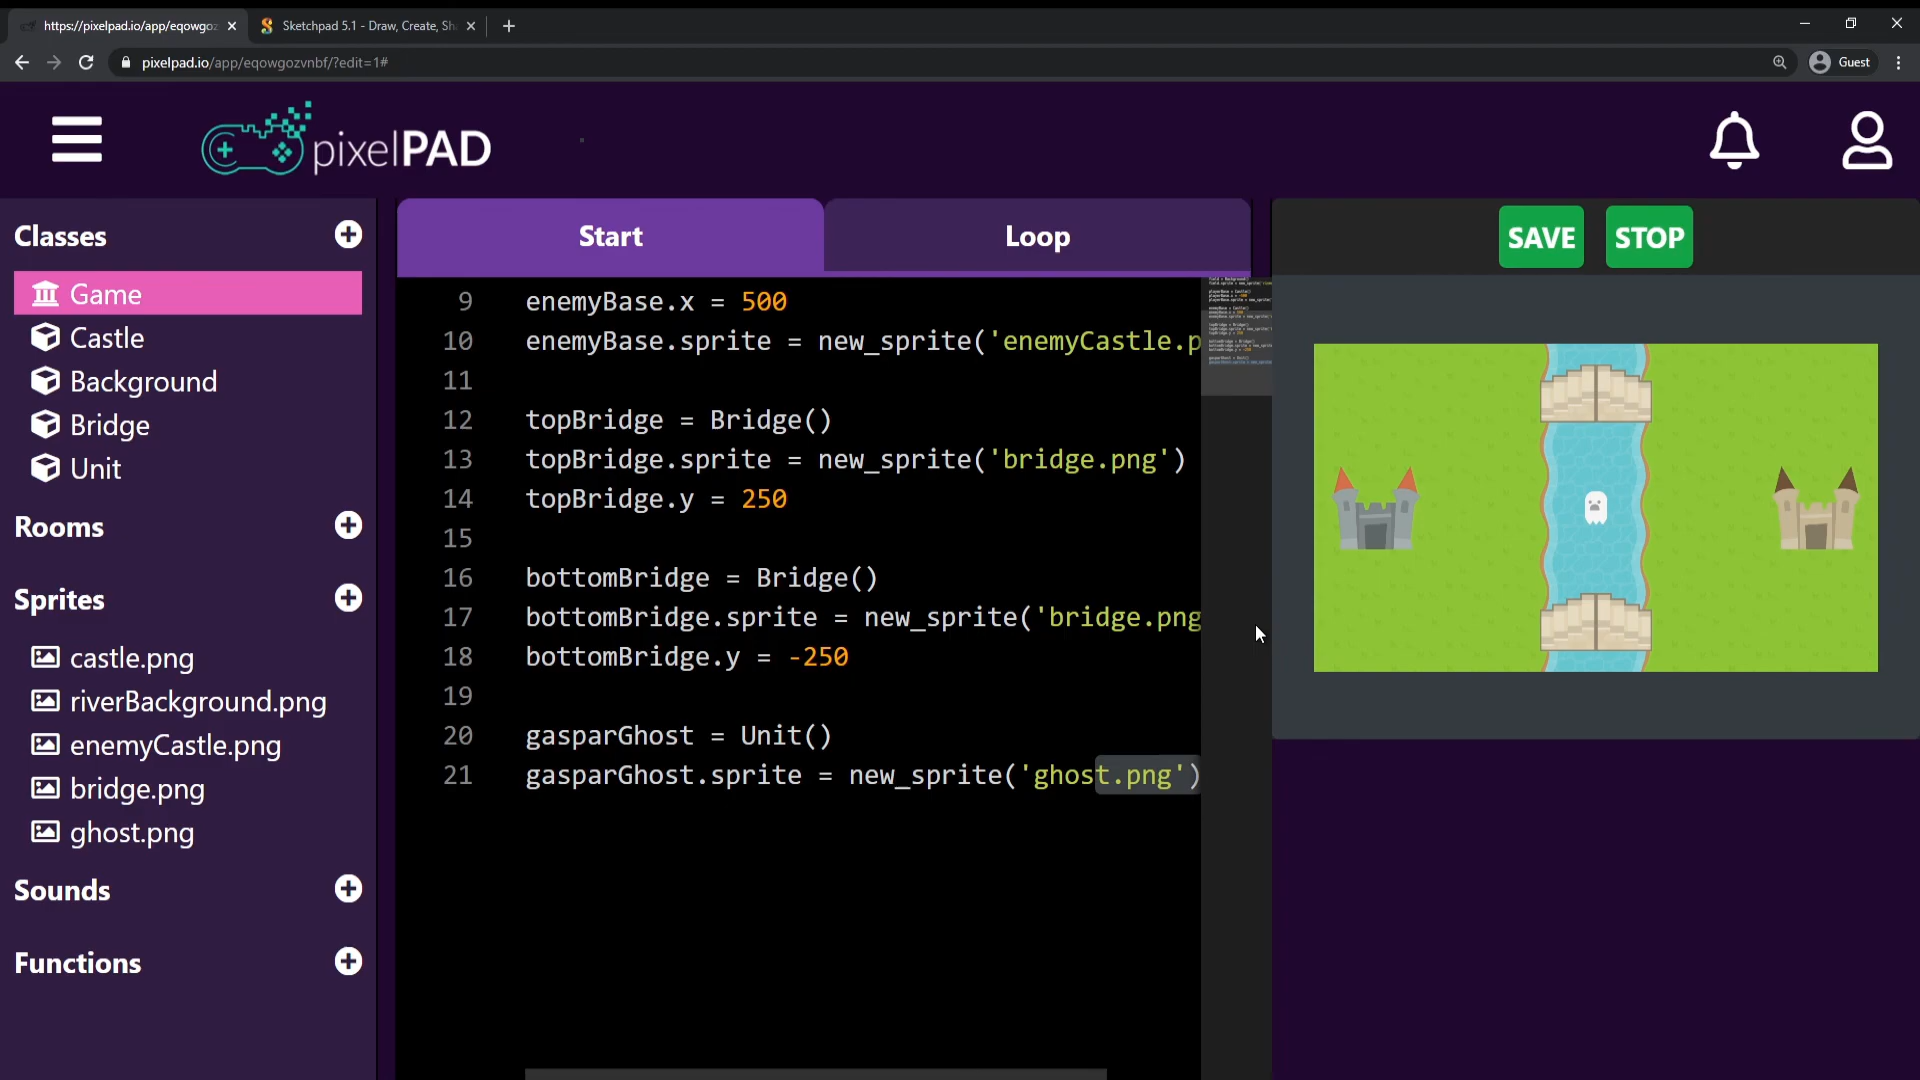 https://pixelpad.io/app/eqowgoz
Sketchpad 5.1 - Draw, Create, Sh
pixelpad.io/app/eqowgozvnbf/?edit=1#
Guest
pixelPAD
Classes
Game
Castle
Background
Bridge
Unit
Rooms
Sprites
castle.png
riverBackground.png
enemyCastle.png
bridge.png
ghost.png
Sounds
Functions
Start
Loop
9 enemyBase.x = 500
10 enemyBase.sprite = new_sprite('enemyCastle.p
11
12 topBridge = Bridge()
13 topBridge.sprite = new_sprite('bridge.png')
14 topBridge.y = 250
15
16 bottomBridge = Bridge()
17 bottomBridge.sprite = new_sprite('bridge.png
18 bottomBridge.y = -250
19
20 gasparGhost = Unit()
21 gasparGhost.sprite = new_sprite('ghost.png')
SAVE
STOP